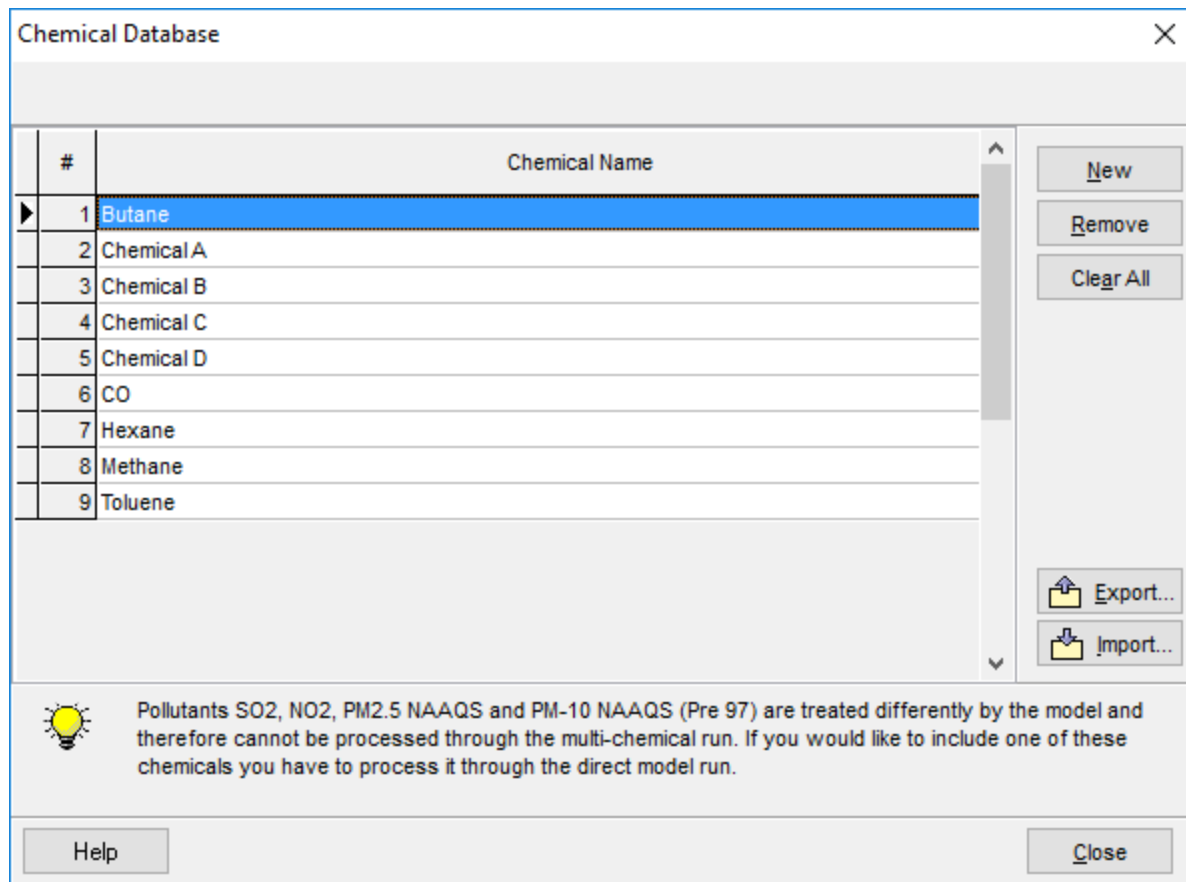 Chemical Database
# Chemical Name
1 Butane
2 Chemical A
3 Chemical B
4 Chemical C
5 Chemical D
6 CO
7 Hexane
8 Methane
9 Toluene
New
Remove
Clear All
Export...
Import...
Pollutants SO2, NO2, PM2.5 NAAQS and PM-10 NAAQS (Pre 97) are treated differently by the model and
therefore cannot be processed through the multi-chemical run. If you would like to include one of these
chemicals you have to process it through the direct model run.
Help
Close